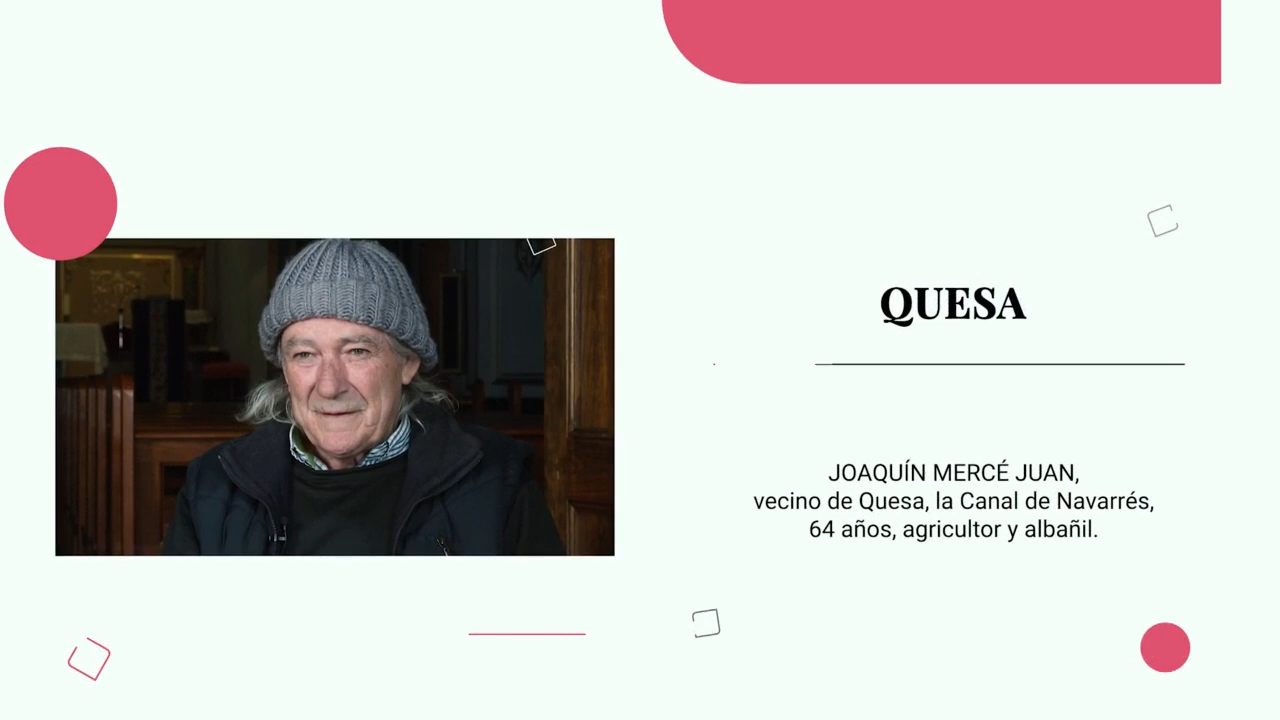 QUESA
JOAQUÍN MERCÉ JUAN,
vecino de Quesa, la Canal de Navarrés,
64 años, agricultor y albañil.